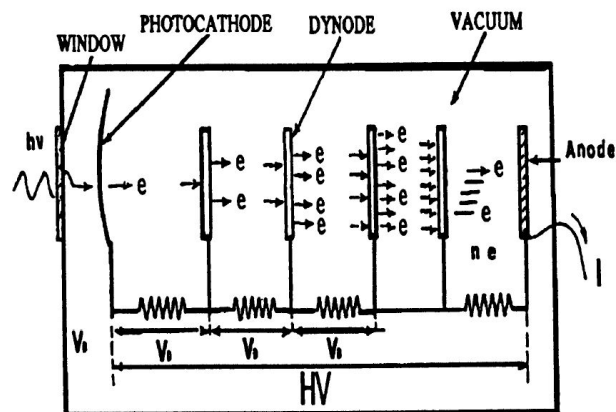 WINDOW PHOTOCATHODE DYNODE VACUUM
hν
e e e e e
e e e
e e e
Anode
n e
I
V₀ V₀ V₀ V₀
HV